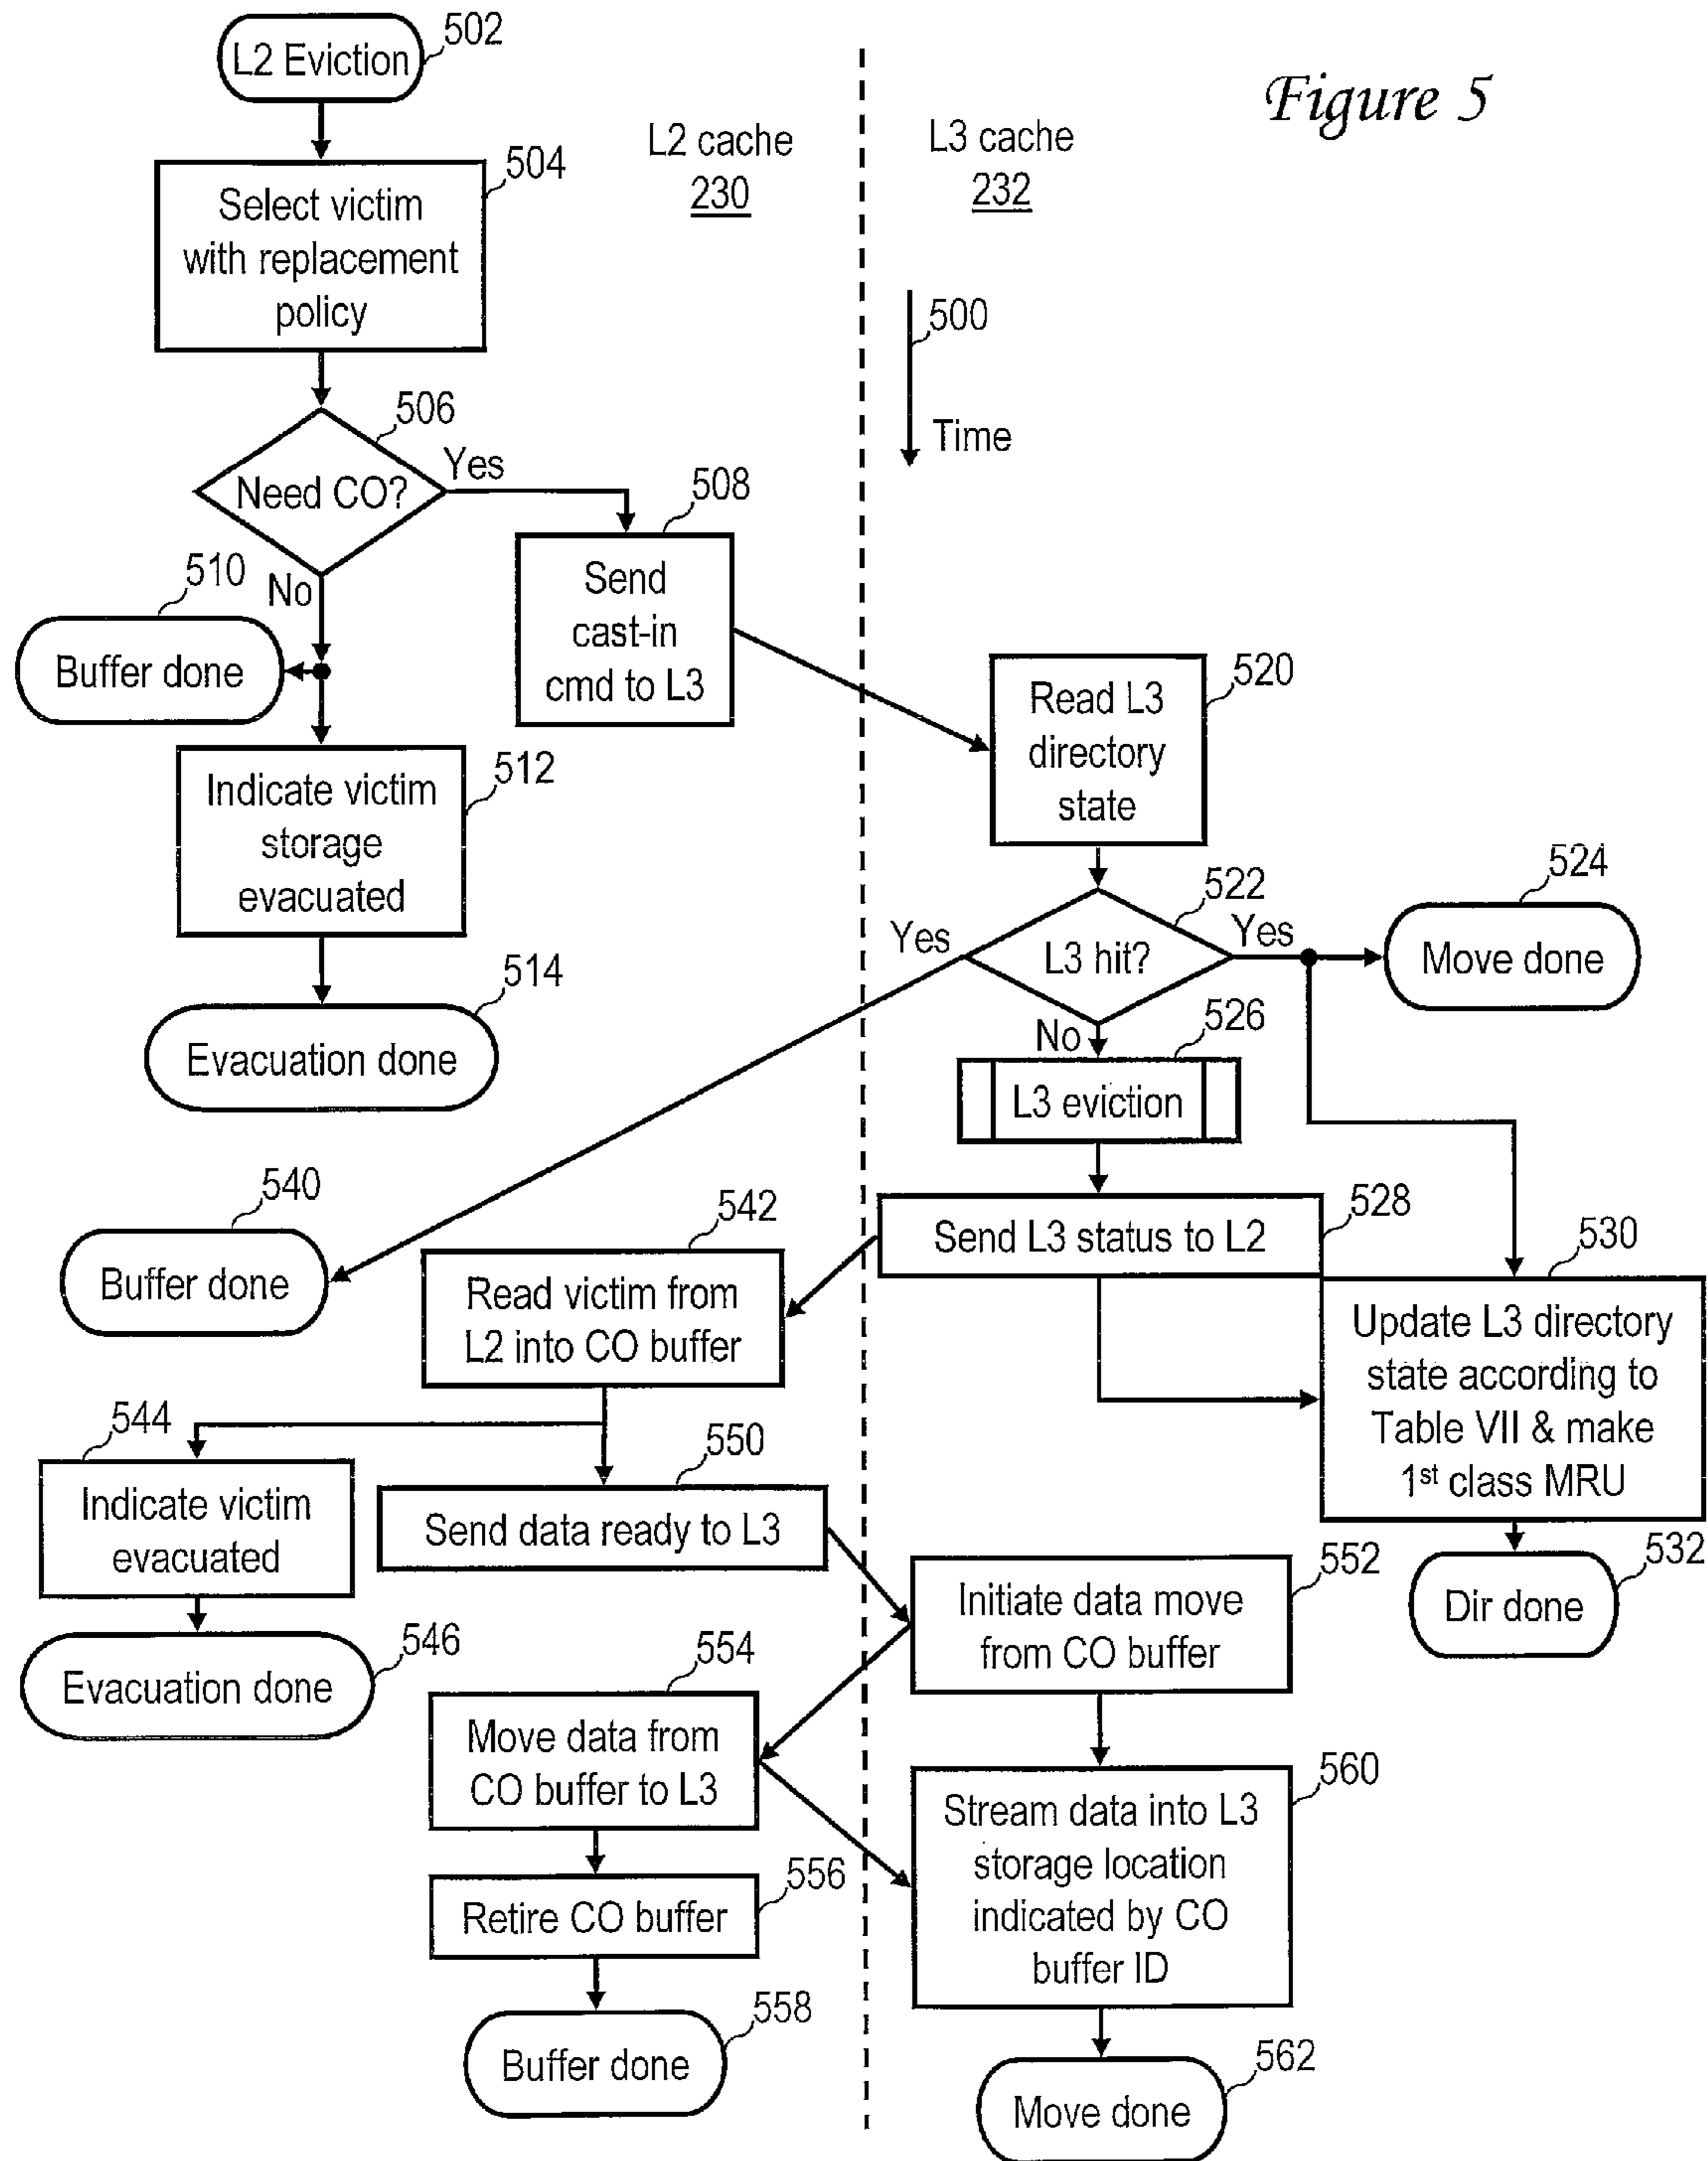 Figure 5
L2 cache
230
L3 cache
232
500
Time
L2 Eviction
502
Select victim
with replacement
policy
504
Need CO?
506
Yes
No
Send
cast-in
cmd to L3
508
Buffer done
510
Indicate victim
storage
evacuated
512
Evacuation done
514
Read L3
directory
state
520
L3 hit?
522
Yes
Yes
No
Move done
524
L3 eviction
526
Send L3 status to L2
528
Update L3 directory
state according to
Table VII & make
1st class MRU
530
Dir done
532
Buffer done
540
Read victim from
L2 into CO buffer
542
Indicate victim
evacuated
544
Evacuation done
546
Send data ready to L3
550
Initiate data move
from CO buffer
552
Move data from
CO buffer to L3
554
Retire CO buffer
556
Buffer done
558
Stream data into L3
storage location
indicated by CO
buffer ID
560
Move done
562